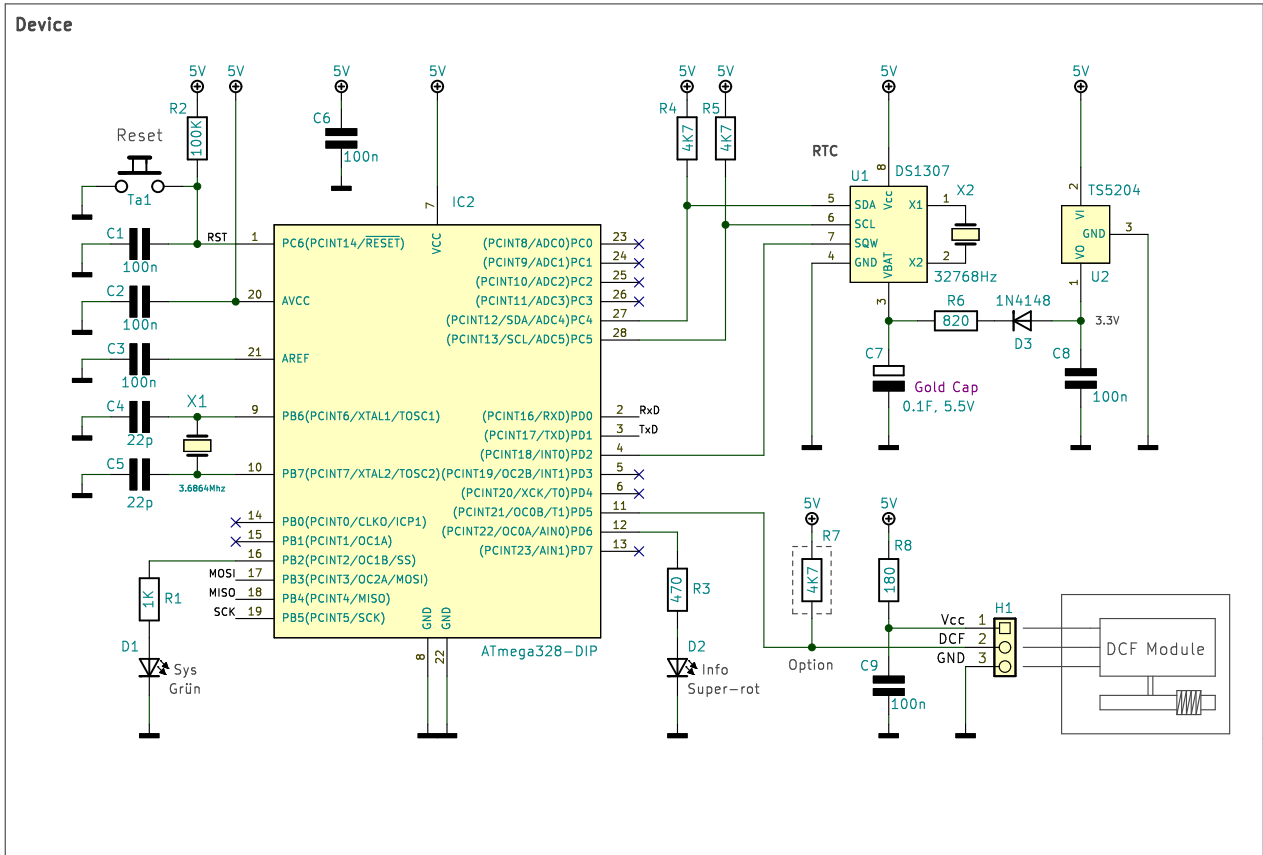 Device
5V
5V
5V
5V
5V
5V
5V
5V
R2
100K
Reset
Ta1
C6
100n
R4
4K7
R5
4K7
RTC
U1
DS1307
8
Vcc
5
SDA
6
SCL
7
SQW
4
GND
VBAT
3
X1
1
X2
2
X2
32768Hz
2
TS5204
VI
GND
3
VO
U2
1
R6
820
1N4148
D3
3.3V
C7
Gold Cap
0.1F, 5.5V
C8
100n
C1
100n
RST
C2
100n
C3
100n
C4
22p
X1
C5
22p
3.6864Mhz
7
IC2
VCC
1
PC6(PCINT14/RESET)
20
AVCC
21
AREF
9
PB6(PCINT6/XTAL1/TOSC1)
10
PB7(PCINT7/XTAL2/TOSC2)
14
PB0(PCINT0/CLKO/ICP1)
15
PB1(PCINT1/OC1A)
16
PB2(PCINT2/OC1B/SS)
MOSI
17
PB3(PCINT3/OC2A/MOSI)
MISO
18
PB4(PCINT4/MISO)
SCK
19
PB5(PCINT5/SCK)
(PCINT8/ADC0)PC0
23
(PCINT9/ADC1)PC1
24
(PCINT10/ADC2)PC2
25
(PCINT11/ADC3)PC3
26
(PCINT12/SDA/ADC4)PC4
27
(PCINT13/SCL/ADC5)PC5
28
(PCINT16/RXD)PD0
2
RxD
(PCINT17/TXD)PD1
3
TxD
(PCINT18/INT0)PD2
4
(PCINT19/OC2B/INT1)PD3
5
(PCINT20/XCK/T0)PD4
6
(PCINT21/OC0B/T1)PD5
11
(PCINT22/OC0A/AIN0)PD6
12
(PCINT23/AIN1)PD7
13
GND
GND
8
22
ATmega328-DIP
1K
R1
D1
Sys
Grün
470
R3
D2
Info
Super-rot
5V
R7
4K7
Option
5V
R8
180
C9
100n
H1
Vcc
1
DCF
2
GND
3
DCF Module